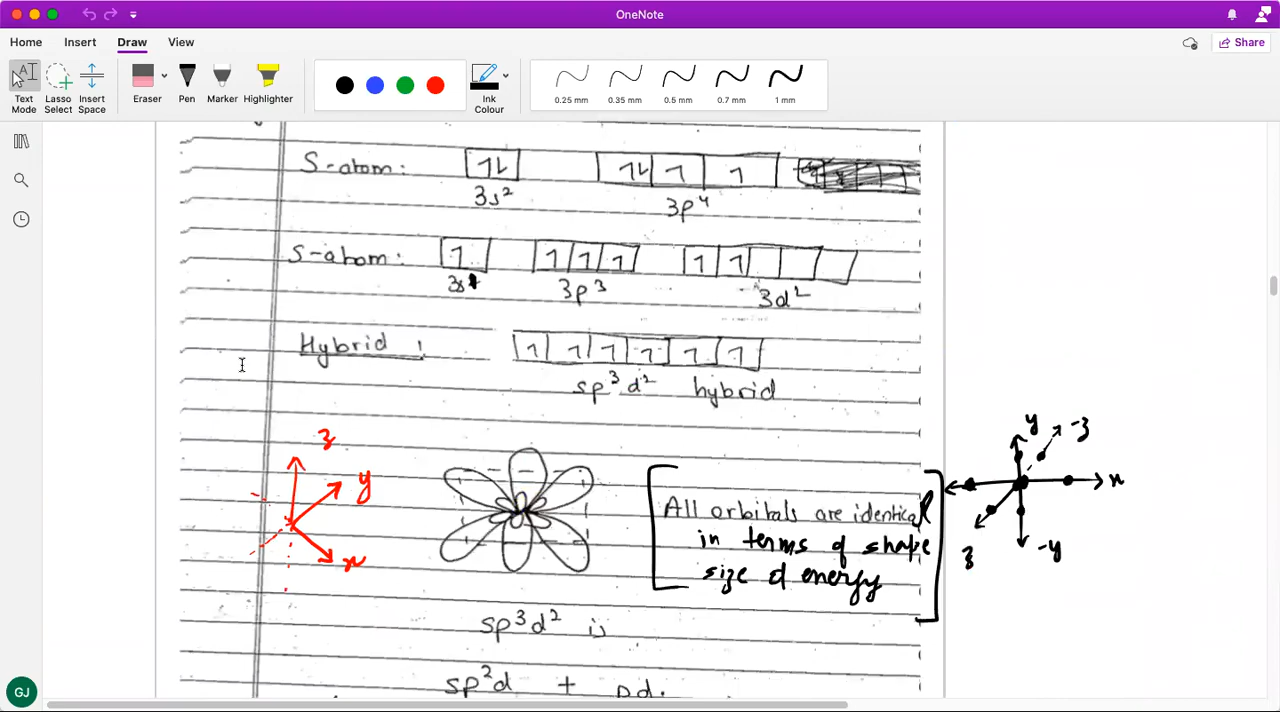 OneNote
Home Insert Draw View
Share
Text Mode
Lasso Select
Insert Space
Eraser
Pen
Marker
Highlighter
Ink Colour
0.25 mm
0.35 mm
0.5 mm
0.7 mm
1 mm
S-atom:
3s²
3p⁴
S-atom:
3s
3p³
3d²
Hybrid :
sp³d² hybrid
z
y
x
All orbitals are identical
in terms of shape
size & energy
y
-z
x
z
-y
sp³d² is
sp²d + pd.
GJ